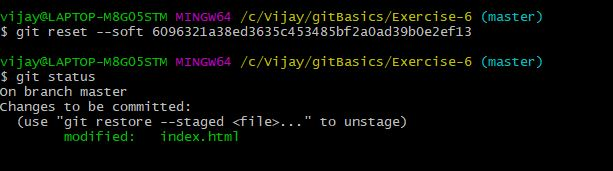 vijay@LAPTOP-M8G05STM MINGW64 /c/Vijay/gitBasics/Exercise-6 (master)
$ git reset --soft 6096321a38ed3635c453485bf2a0ad39b0e2ef13
vijay@LAPTOP-M8G05STM MINGW64 /c/Vijay/gitBasics/Exercise-6 (master)
$ git status
On branch master
Changes to be committed:
(use "git restore --staged <file>..." to unstage)
modified: index.html